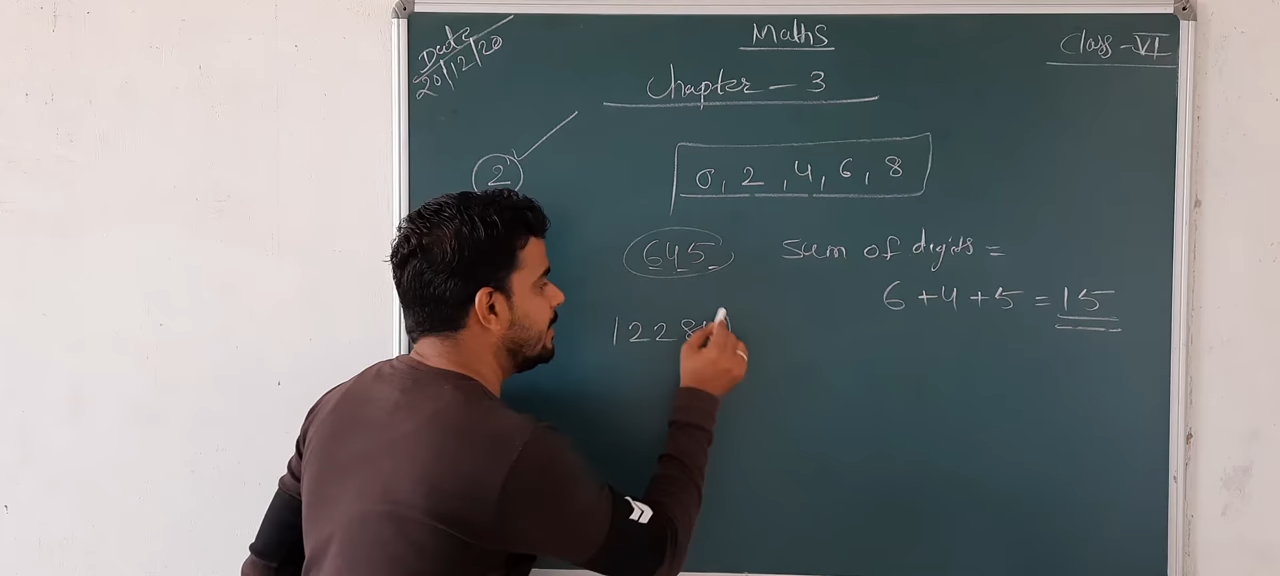 Date
20/12/20
Maths
Class - VI
Chapter - 3
2
0, 2, 4, 6, 8
645
Sum of digits =
6+4+5 = 15
1228